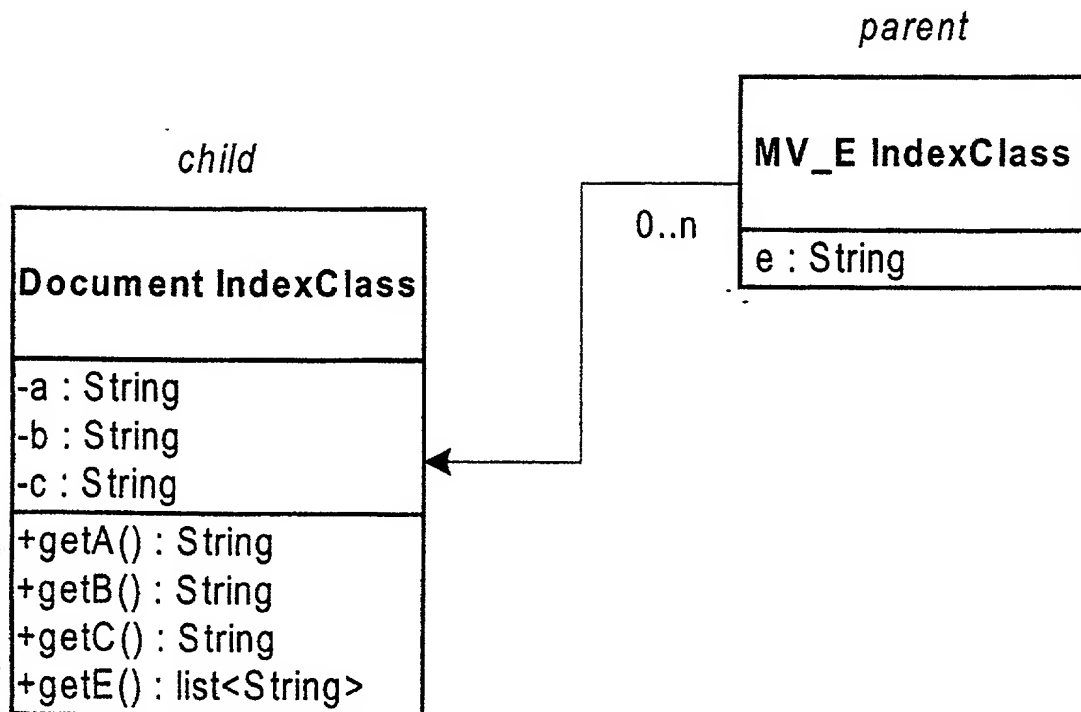 parent
MV_E IndexClass
e : String
0..n
child
Document IndexClass
-a : String
-b : String
-c : String
+getA() : String
+getB() : String
+getC() : String
+getE() : list<String>